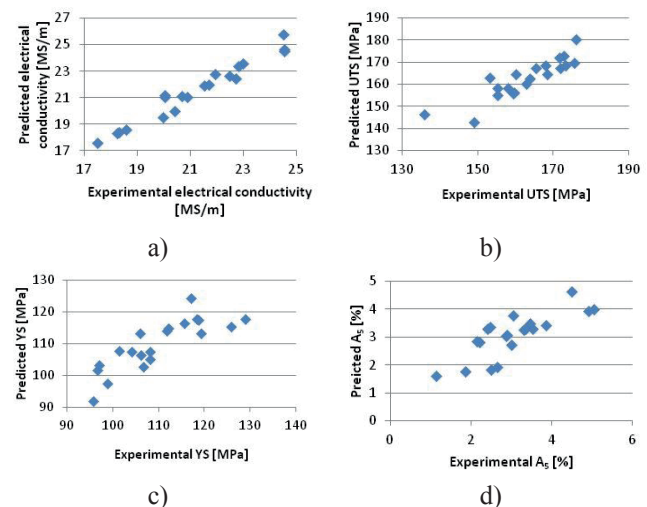 Predicted electrical
conductivity [MS/m]
27
25
23
21
19
17
17 19 21 23 25
Experimental electrical conductivity
[MS/m]
a)
Predicted UTS [MPa]
190
180
170
160
150
140
130
130 150 170 190
Experimental UTS [MPa]
b)
Predicted YS [MPa]
130
120
110
100
90
90 100 110 120 130 140
Experimental YS [MPa]
c)
Preicted A5 [%]
5
4
3
2
1
0
0 2 4 6
Experimental A5 [%]
d)